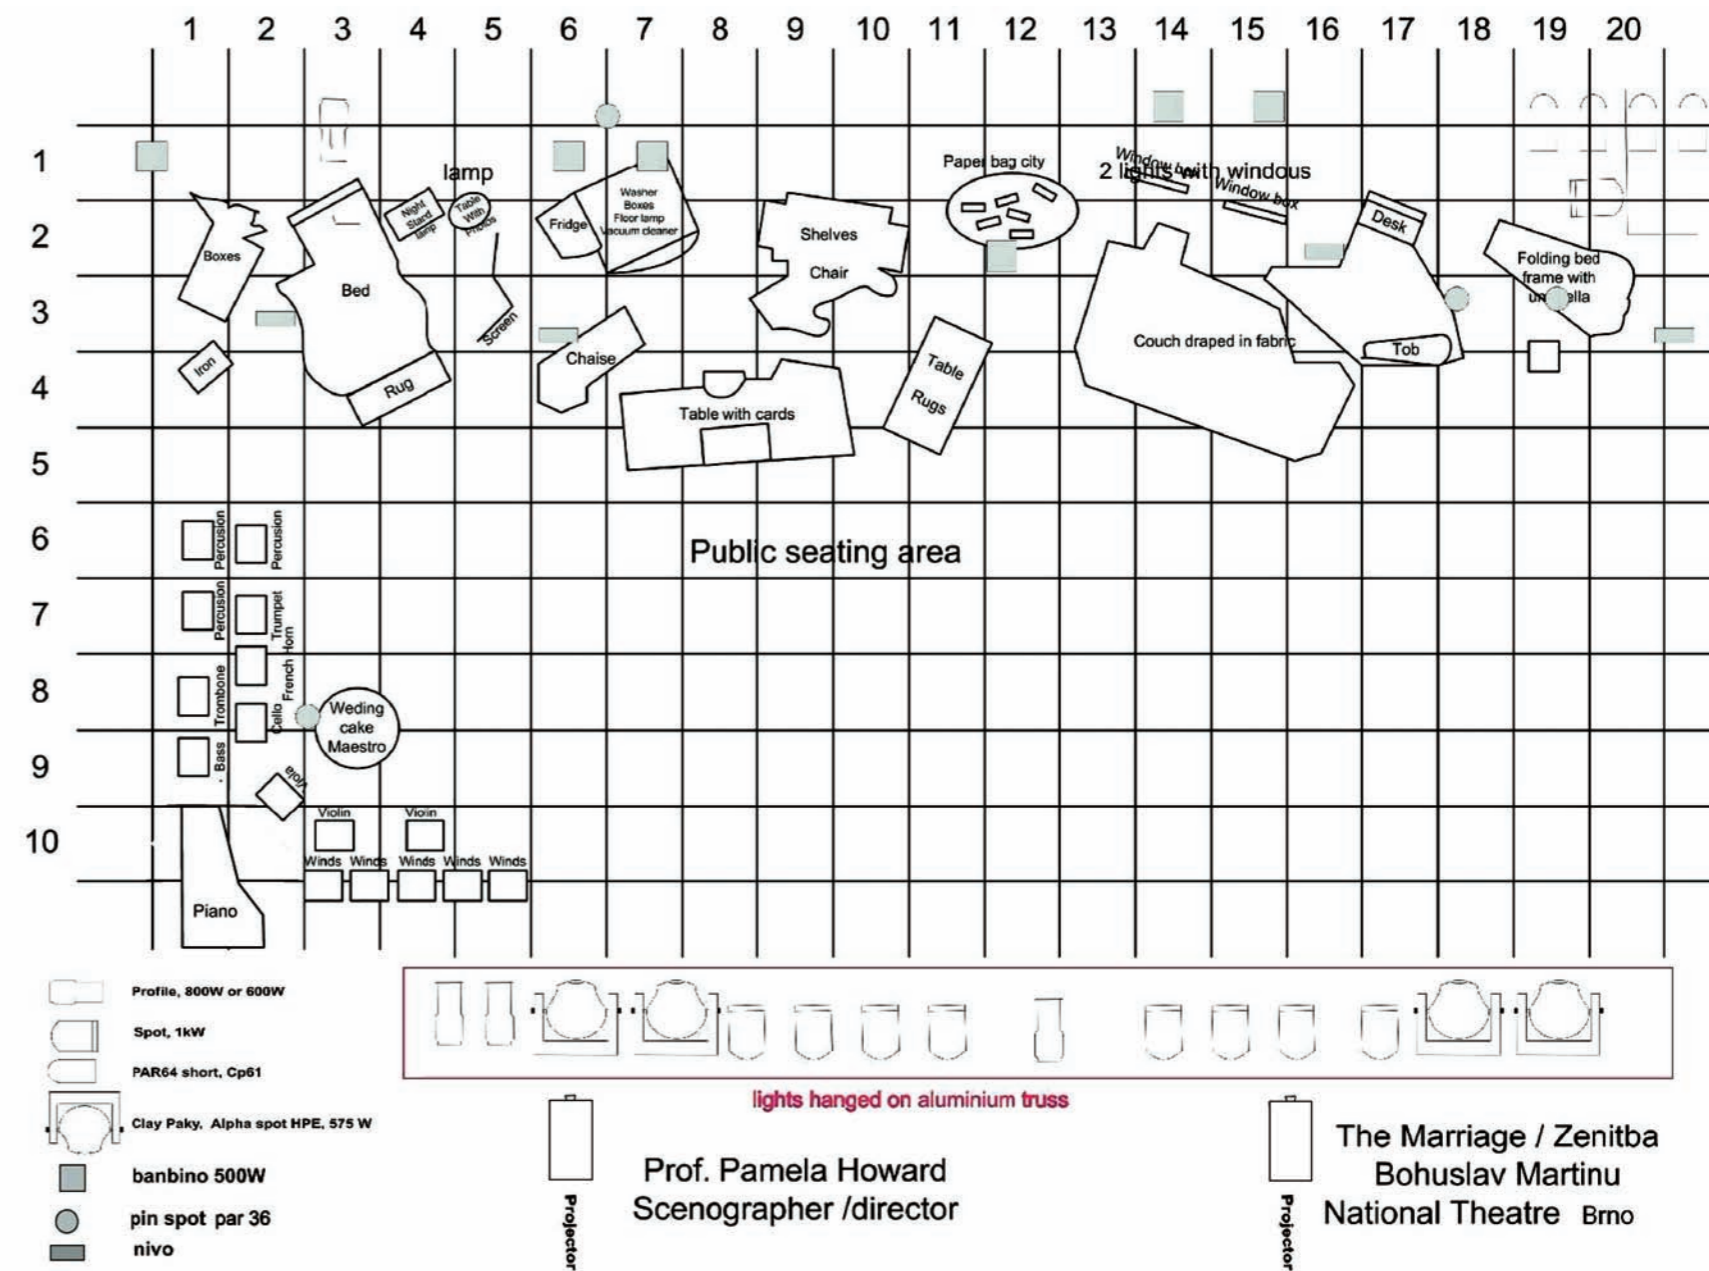 1 2 3 4 5 6 7 8 9 10 11 12 13 14 15 16 17 18 19 20
1
lamp
Paper bag city
Window box
2 lights with windous
Window box
Night
Stand
lamp
Table
With
Photos
Washer
Boxes
Floor lamp
Vacuum cleaner
2
Fridge
Desk
Shelves
Boxes
Folding bed
frame with
umbrella
Chair
Bed
3
Screen
Couch draped in fabric
Tob
Iron
Chaise
Table
4
Rug
Rugs
Table with cards
5
6
Percusion
Percusion
Public seating area
7
Percusion
Trumpet
French Horn
8
Trombone
Cello
Weding
cake
Maestro
9
. Bass
Viola
Violin Violin
10
Winds Winds Winds Winds Winds
Piano
Profile, 800W or 600W
Spot, 1kW
PAR64 short, Cp61
Clay Paky, Alpha spot HPE, 575 W
banbino 500W
pin spot par 36
nivo
lights hanged on aluminium truss
Projector
Prof. Pamela Howard
Scenographer /director
Projector
The Marriage / Zenitba
Bohuslav Martinu
National Theatre Brno